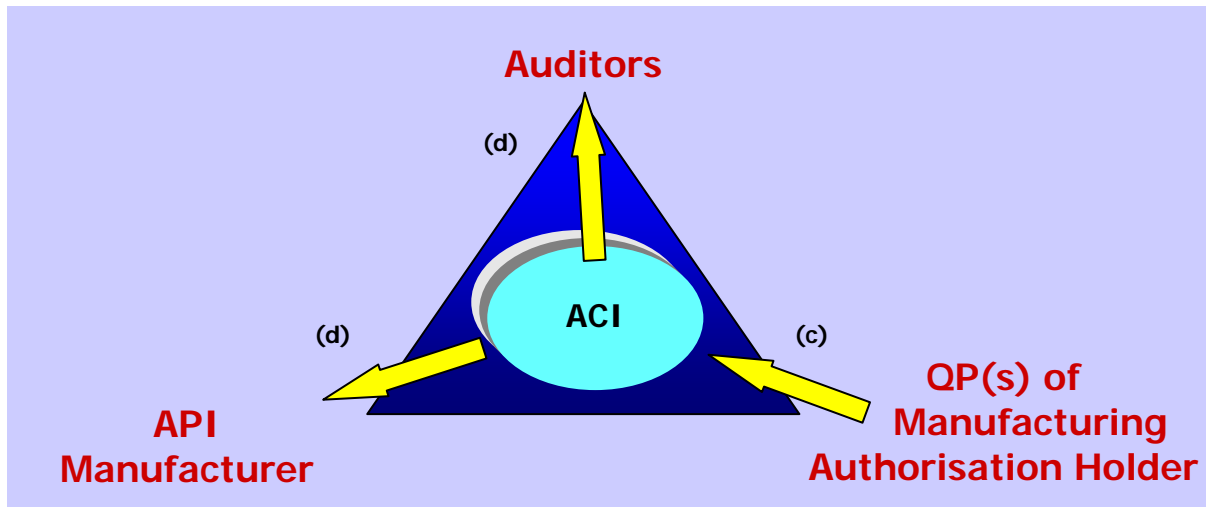 Auditors
(d)
ACI
(d)
(c)
API
Manufacturer
QP(s) of
Manufacturing
Authorisation Holder